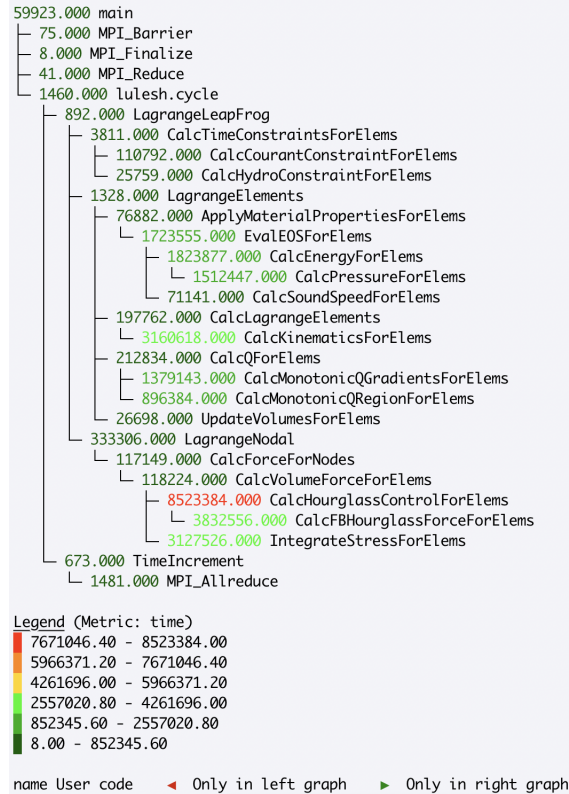 59923.000 main
├─ 75.000 MPI_Barrier
├─ 8.000 MPI_Finalize
├─ 41.000 MPI_Reduce
└─ 1460.000 lulesh.cycle
   ├─ 892.000 LagrangeLeapFrog
   │  ├─ 3811.000 CalcTimeConstraintsForElems
   │  │  ├─ 110792.000 CalcCourantConstraintForElems
   │  │  └─ 25759.000 CalcHydroConstraintForElems
   │  ├─ 1328.000 LagrangeElements
   │  │  ├─ 76882.000 ApplyMaterialPropertiesForElems
   │  │  │  └─ 1723555.000 EvalEOSForElems
   │  │  │     ├─ 1823877.000 CalcEnergyForElems
   │  │  │     │  └─ 1512447.000 CalcPressureForElems
   │  │  │     └─ 71141.000 CalcSoundSpeedForElems
   │  │  ├─ 197762.000 CalcLagrangeElements
   │  │  │  └─ 3160618.000 CalcKinematicsForElems
   │  │  ├─ 212834.000 CalcQForElems
   │  │  │  ├─ 1379143.000 CalcMonotonicQGradientsForElems
   │  │  │  └─ 896384.000 CalcMonotonicQRegionForElems
   │  │  └─ 26698.000 UpdateVolumesForElems
   │  └─ 333306.000 LagrangeNodal
   │     └─ 117149.000 CalcForceForNodes
   │        └─ 118224.000 CalcVolumeForceForElems
   │           ├─ 8523384.000 CalcHourglassControlForElems
   │           │  └─ 3832556.000 CalcFBHourglassForceForElems
   │           └─ 3127526.000 IntegrateStressForElems
   └─ 673.000 TimeIncrement
      └─ 1481.000 MPI_Allreduce
Legend (Metric: time)
7671046.40 - 8523384.00
5966371.20 - 7671046.40
4261696.00 - 5966371.20
2557020.80 - 4261696.00
852345.60 - 2557020.80
8.00 - 852345.60
name User code ◀ Only in left graph ▶ Only in right graph